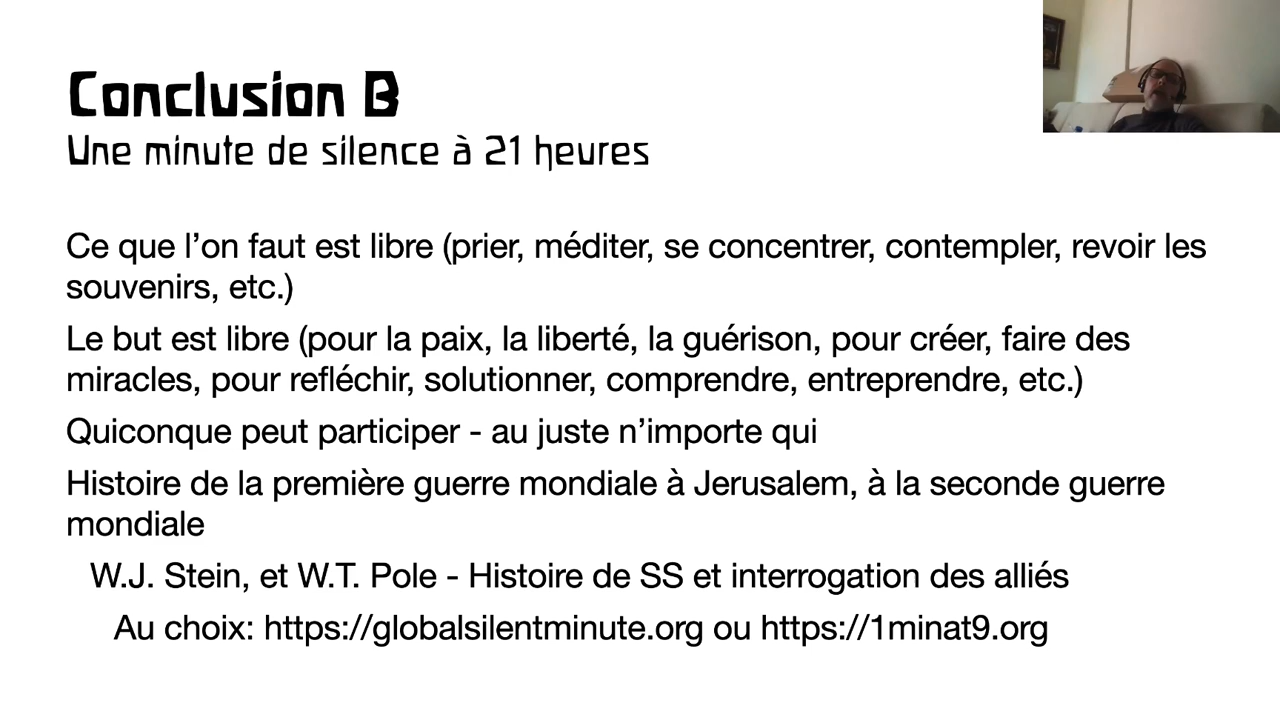 Conclusion B
Une minute de silence à 21 heures
Ce que l’on faut est libre (prier, méditer, se concentrer, contempler, revoir les
souvenirs, etc.)
Le but est libre (pour la paix, la liberté, la guérison, pour créer, faire des
miracles, pour refléchir, solutionner, comprendre, entreprendre, etc.)
Quiconque peut participer - au juste n’importe qui
Histoire de la première guerre mondiale à Jerusalem, à la seconde guerre
mondiale
W.J. Stein, et W.T. Pole - Histoire de SS et interrogation des alliés
Au choix: https://globalsilentminute.org ou https://1minat9.org